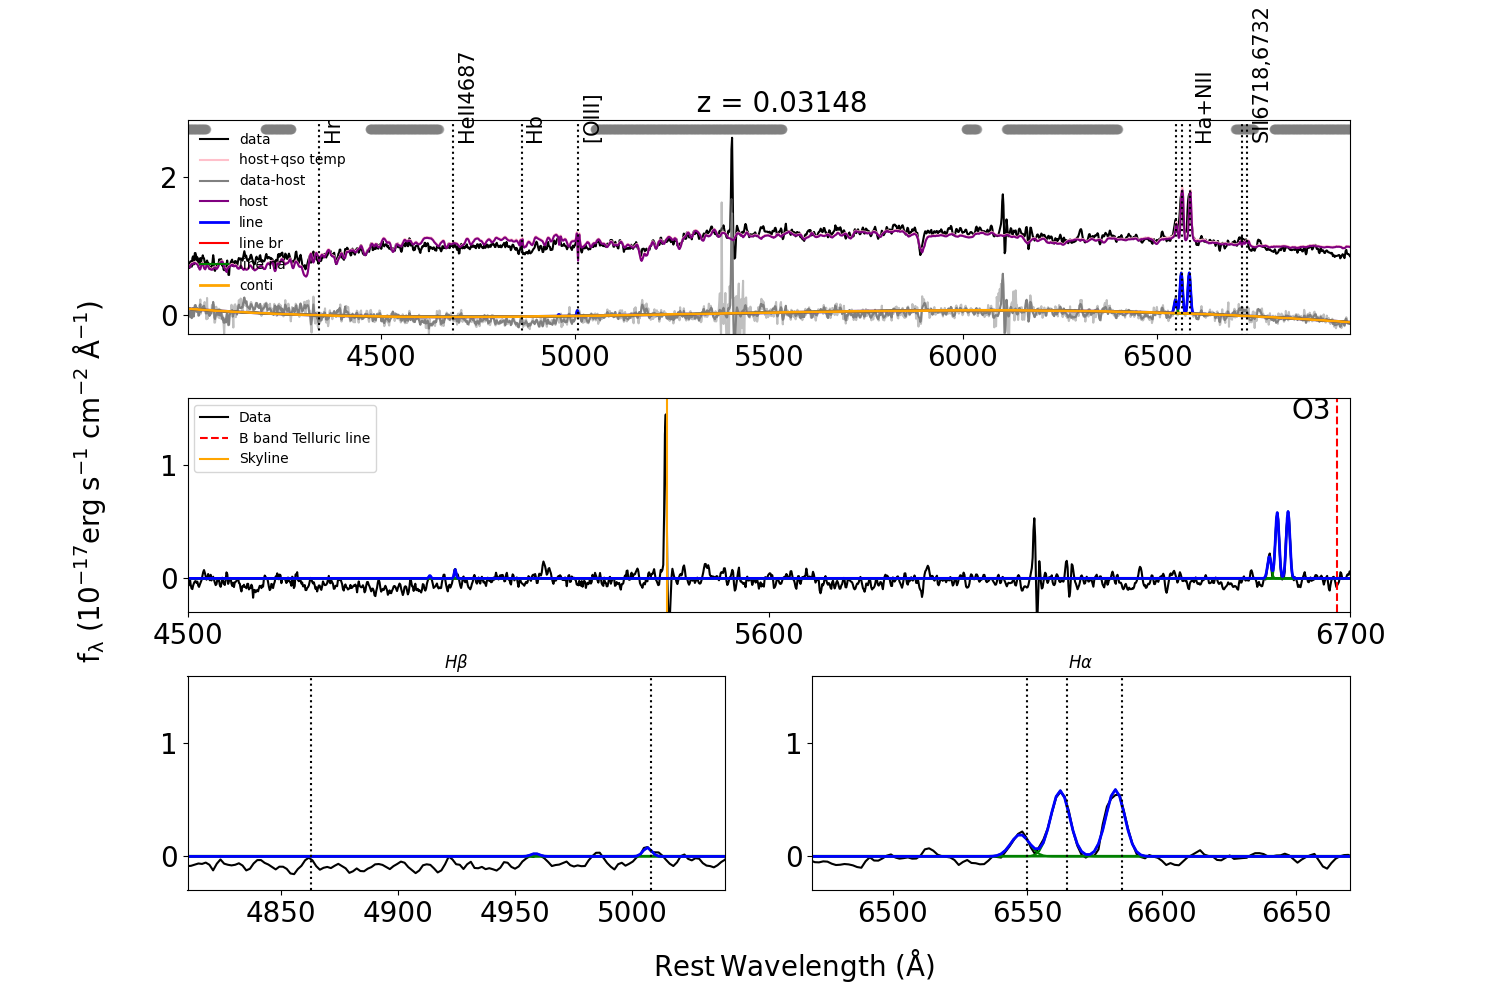 z = 0.03148
Hr
HeII4687
Hb
[OIII]
Ha+NII
SII6718,6732
data
host+qso temp
data-host
host
line
line br
line na
conti
2
0
4500 5000 5500 6000 6500
fλ (10⁻¹⁷erg s⁻¹ cm⁻² Å⁻¹)
Data
B band Telluric line
Skyline
O3
1
0
4500 5600 6700
Hβ
1
0
4850 4900 4950 5000
Hα
1
0
6500 6550 6600 6650
Rest Wavelength (Å)